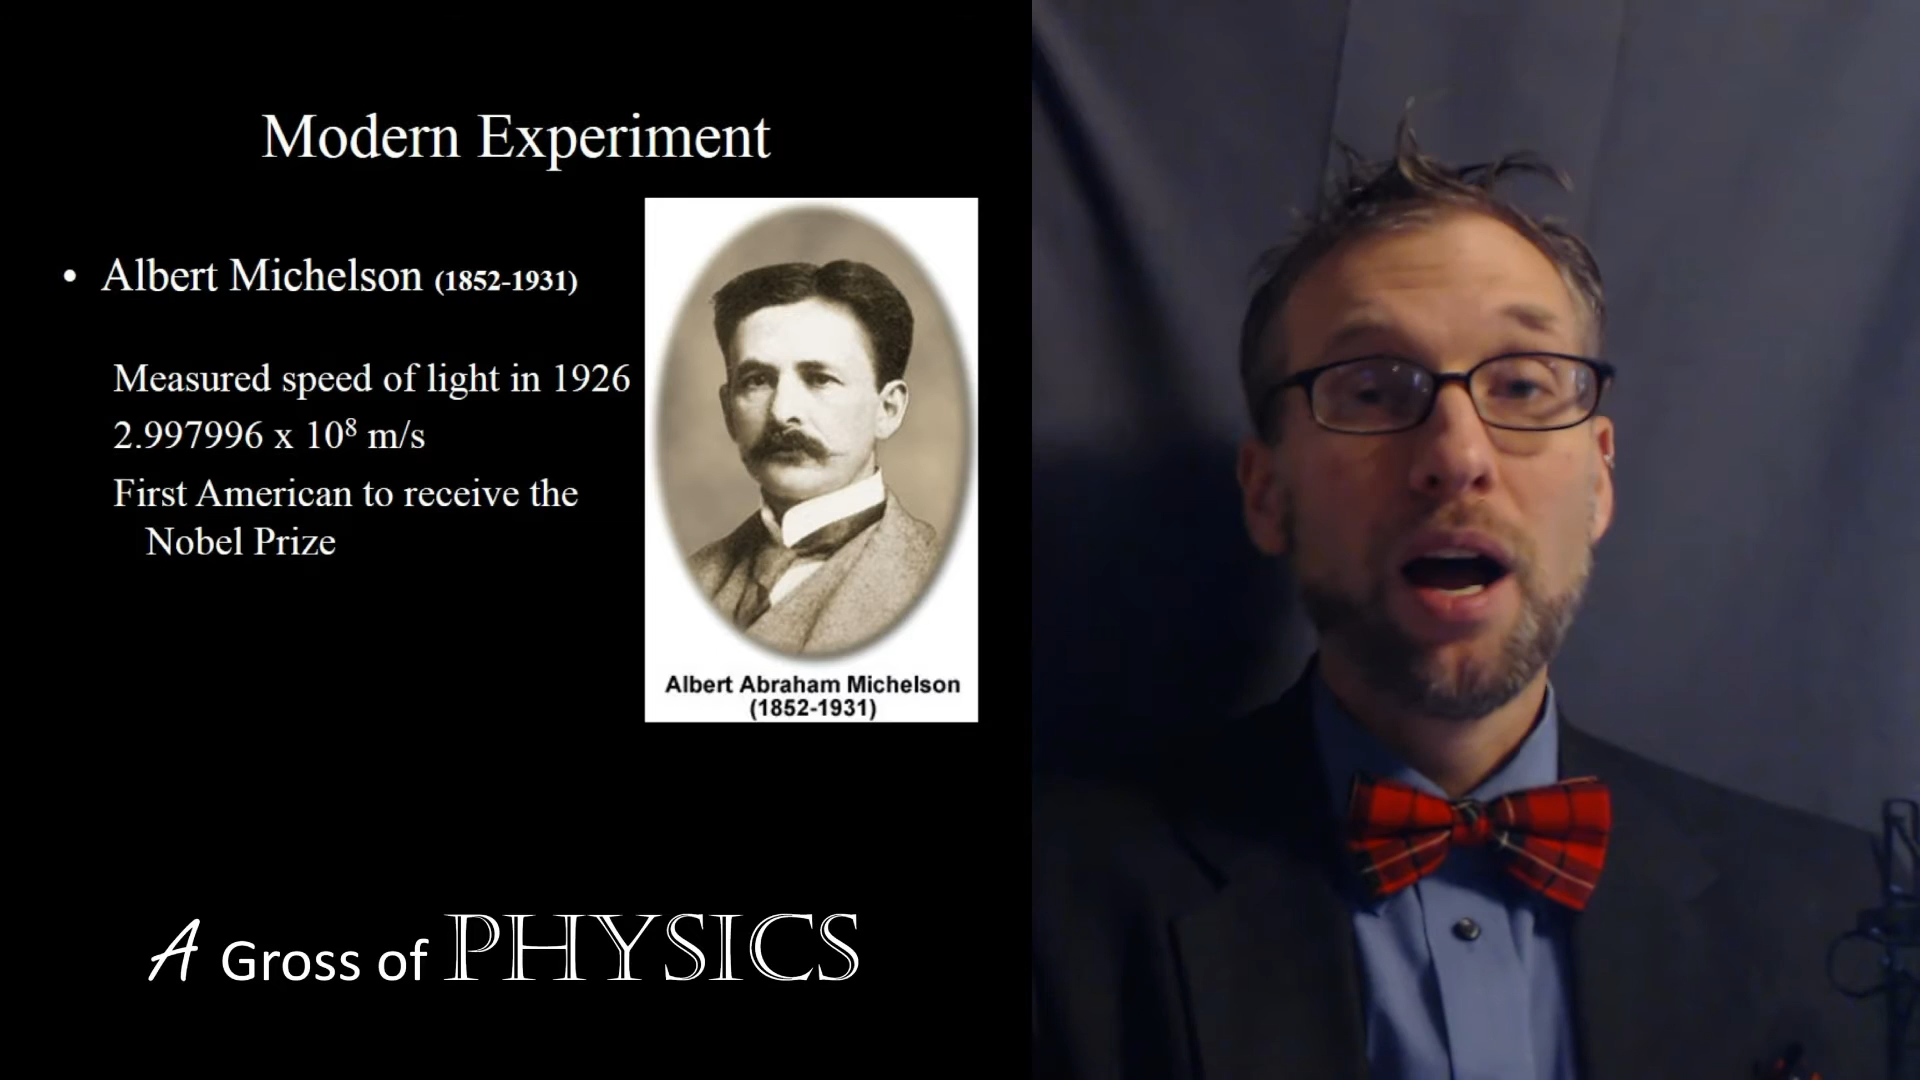 Modern Experiment
• Albert Michelson (1852-1931)
Measured speed of light in 1926
2.997996 x 10⁸ m/s
First American to receive the
Nobel Prize
Albert Abraham Michelson
(1852-1931)
A Gross of PHYSICS